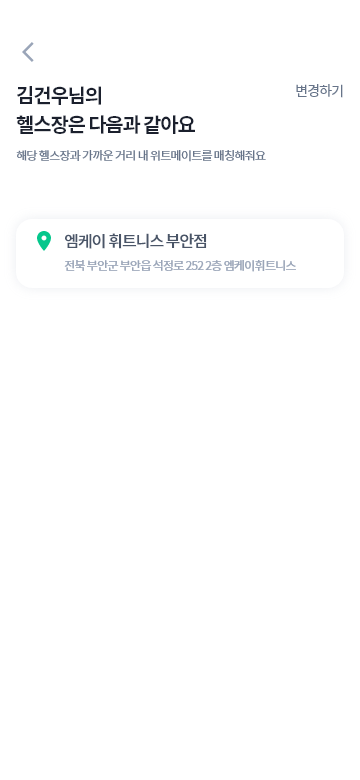 김건우님의
변경하기
헬스장은 다음과 같아요
해당 헬스장과 가까운 거리 내 위트메이트를 매칭해줘요
엠케이 휘트니스 부안점
전북 부안군 부안읍 석정로 252 2층 엠케이휘트니스